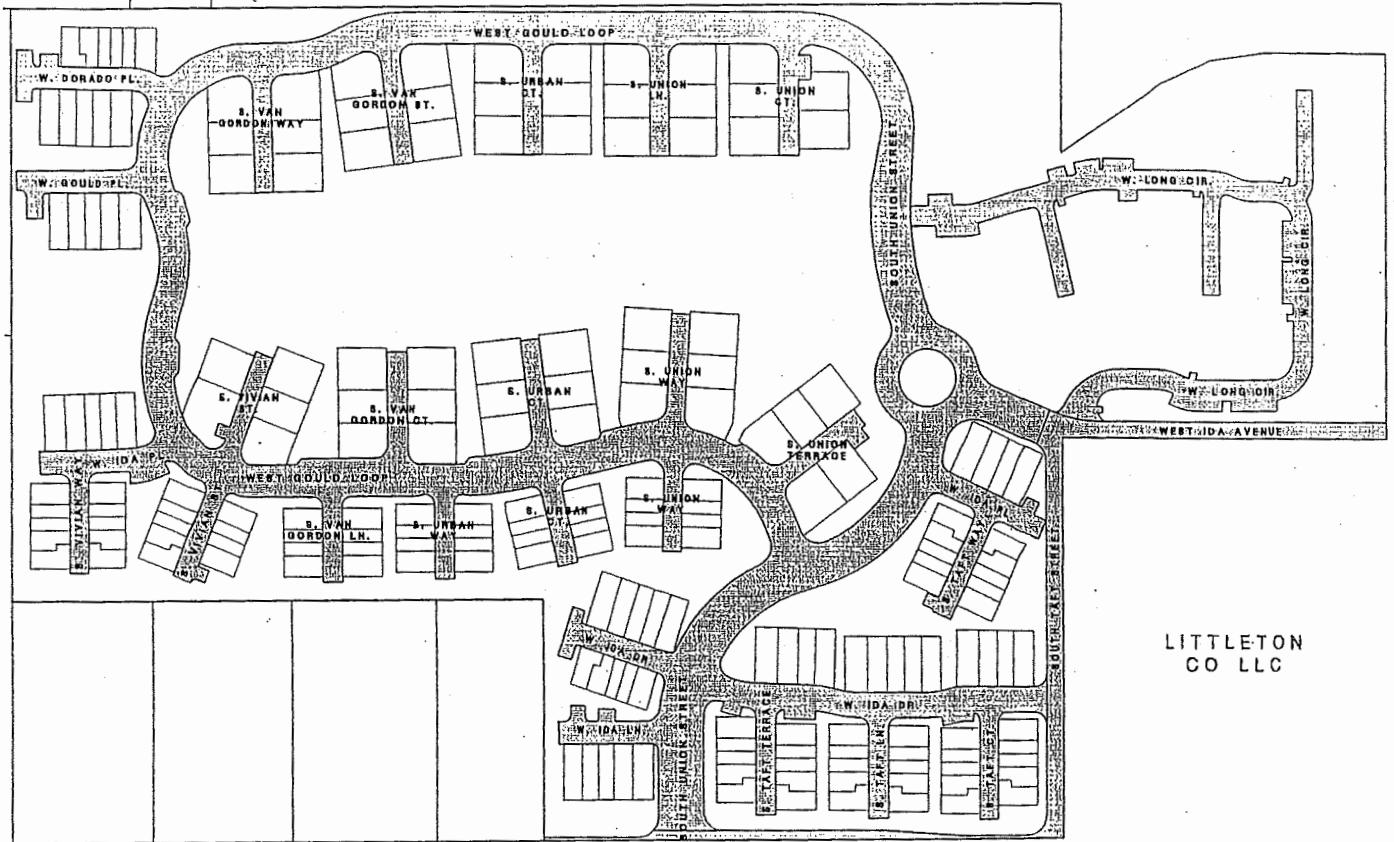 WEST GOULD LOOP
W. DORADO PL.
S. VAN
GORDON WAY
S. VAN
GORDON ST.
S. URBAN
CT.
S. UNION
LN.
S. UNION
CT.
SOUTH UNION STREET
W. GOULD PL.
W. LONG CIR.
W. LONG CIR.
W. LONG CIR.
WEST IDA AVENUE
S. VIVIAN
ST.
S. VAN
GORDON CT.
S. URBAN
CT.
S. UNION
WAY
S. UNION
TERRACE
W. IDA PL.
WEST GOULD LOOP
S. VIVIAN WAY
S. VIVIAN ST.
S. VAN
GORDON LN.
S. URBAN
WAY
S. URBAN
CT.
S. UNION
WAY
W. IDA DR.
S. TAFT WAY
SOUTH TAFT STREET
W. IDA DR.
W. IDA LN.
SOUTH UNION STREET
W. IDA DR.
S. TAFT TERRACE
S. TAFT LN.
S. TAFT CT.
LITTLETON
CO LLC